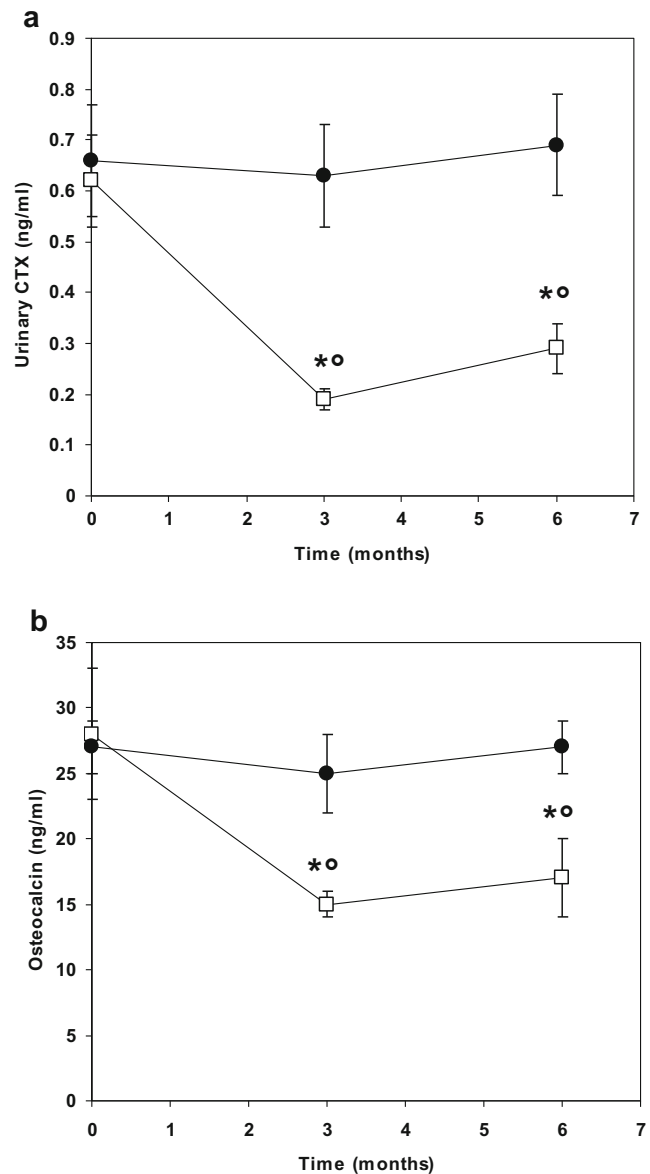 a
0.9
0.8
0.7
0.6
0.5
0.4
0.3
0.2
0.1
0
Urinary CTX (ng/ml)
*°
*°
0 1 2 3 4 5 6 7
Time (months)
b
35
30
25
20
15
10
5
0
Osteocalcin (ng/ml)
*°
*°
0 1 2 3 4 5 6 7
Time (months)